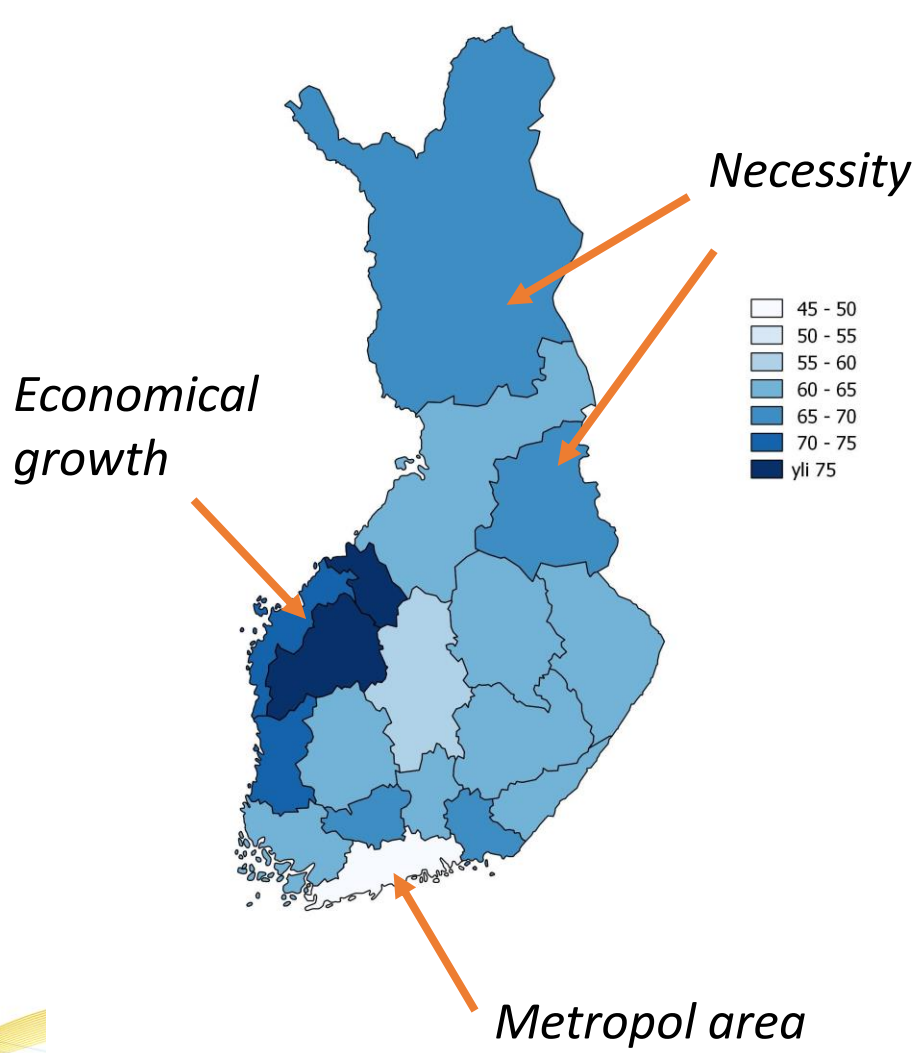 Necessity
45 - 50
50 - 55
55 - 60
60 - 65
65 - 70
70 - 75
yli 75
Economical
growth
Metropol area